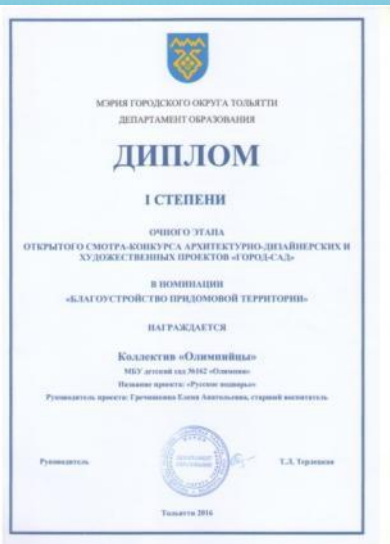 МЭРИЯ ГОРОДСКОГО ОКРУГА ТОЛЬЯТТИ
ДЕПАРТАМЕНТ ОБРАЗОВАНИЯ
ДИПЛОМ
I СТЕПЕНИ
ОЧНОГО ЭТАПА
ОТКРЫТОГО СМОТРА-КОНКУРСА АРХИТЕКТУРНО-ДИЗАЙНЕРСКИХ И
ХУДОЖЕСТВЕННЫХ ПРОЕКТОВ «ГОРОД-САД»
В НОМИНАЦИИ
«БЛАГОУСТРОЙСТВО ПРИДОМОВОЙ ТЕРРИТОРИИ»
НАГРАЖДАЕТСЯ
Коллектив «Олимпийцы»
МБУ детский сад №162 «Олимпия»
Название проекта: «Русское подворье»
Руководитель проекта: Елена Анатольевна, старший воспитатель
Руководитель
ДЕПАРТАМЕНТ
ОБРАЗОВАНИЯ
Т.Л. Терлецкая
Тольятти 2016